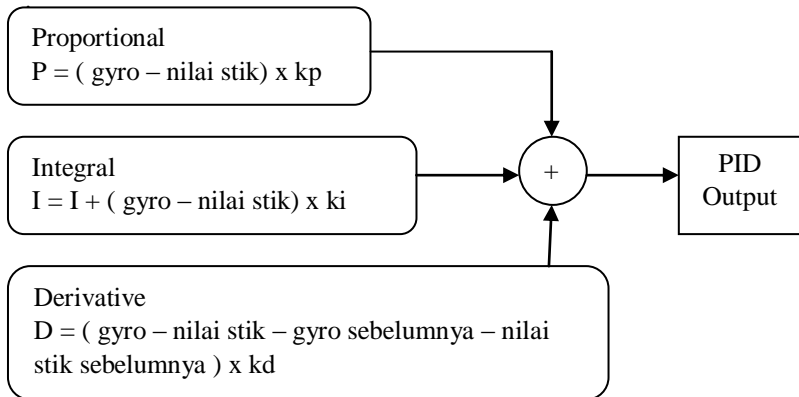 Proportional
P = ( gyro – nilai stik) x kp
Integral
I = I + ( gyro – nilai stik) x ki
+
PID
Output
Derivative
D = ( gyro – nilai stik – gyro sebelumnya – nilai
stik sebelumnya ) x kd